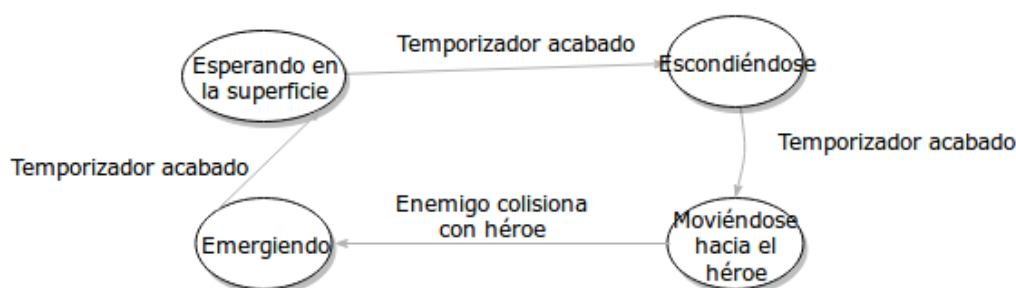 Temporizador acabado
Esperando en
la superficie
Escondiéndose
Temporizador acabado
Temporizador acabado
Enemigo colisiona
con héroe
Moviéndose
hacia el
héroe
Emergiendo